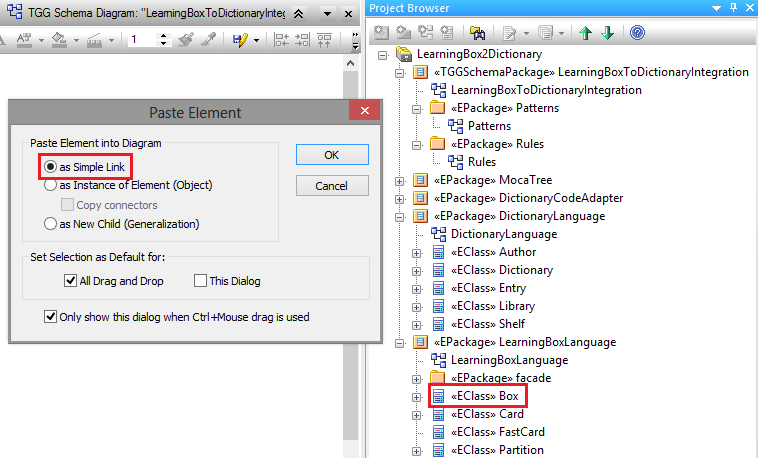 TGG Schema Diagram: "LearningBoxToDictionaryInteg
Project Browser
A
1
LearningBox2Dictionary
«TGGSchemaPackage» LearningBoxToDictionaryIntegration
LearningBoxToDictionaryIntegration
«EPackage» Patterns
Patterns
«EPackage» Rules
Rules
«EPackage» MocaTree
«EPackage» DictionaryCodeAdapter
«EPackage» DictionaryLanguage
DictionaryLanguage
«EClass» Author
«EClass» Dictionary
«EClass» Entry
«EClass» Library
«EClass» Shelf
«EPackage» LearningBoxLanguage
LearningBoxLanguage
«EPackage» facade
«EClass» Box
«EClass» Card
«EClass» FastCard
«EClass» Partition
Paste Element
Paste Element into Diagram
as Simple Link
as Instance of Element (Object)
Copy connectors
as New Child (Generalization)
OK
Cancel
Set Selection as Default for:
All Drag and Drop
This Dialog
Only show this dialog when Ctrl+Mouse drag is used